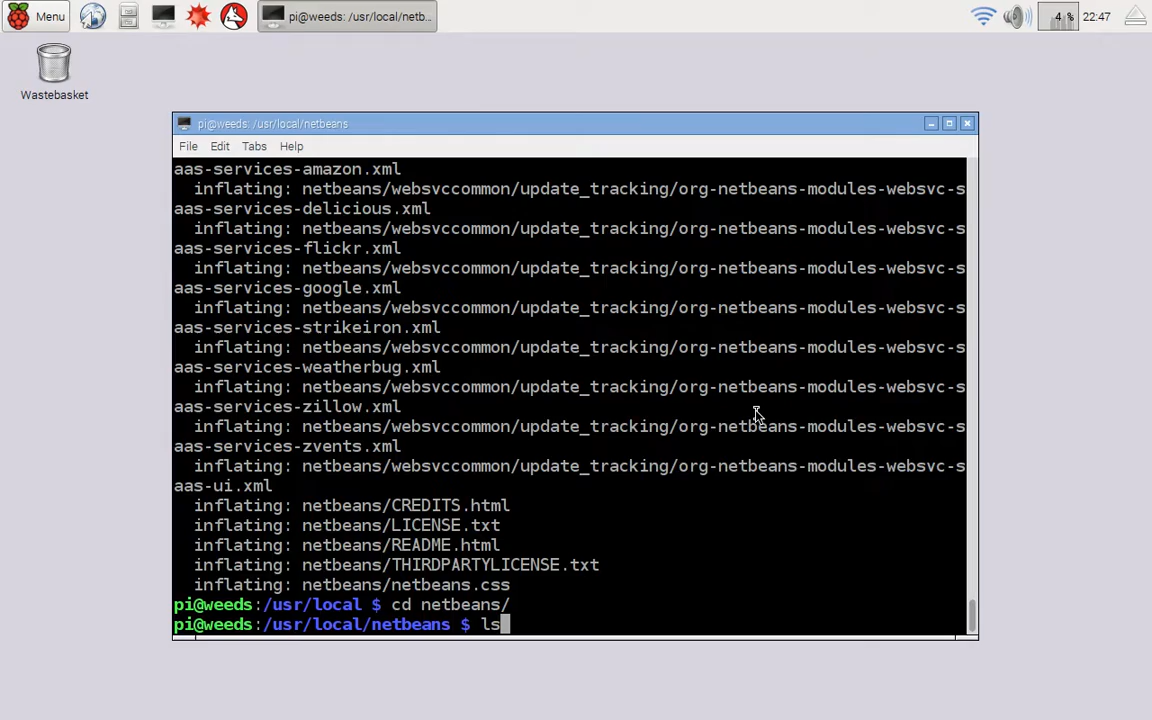 Menu
pi@weeds: /usr/local/netb...
4 %
22:47
Wastebasket
pi@weeds: /usr/local/netbeans
File Edit Tabs Help
aas-services-amazon.xml
inflating: netbeans/websvccommon/update_tracking/org-netbeans-modules-websvc-s
aas-services-delicious.xml
inflating: netbeans/websvccommon/update_tracking/org-netbeans-modules-websvc-s
aas-services-flickr.xml
inflating: netbeans/websvccommon/update_tracking/org-netbeans-modules-websvc-s
aas-services-google.xml
inflating: netbeans/websvccommon/update_tracking/org-netbeans-modules-websvc-s
aas-services-strikeiron.xml
inflating: netbeans/websvccommon/update_tracking/org-netbeans-modules-websvc-s
aas-services-weatherbug.xml
inflating: netbeans/websvccommon/update_tracking/org-netbeans-modules-websvc-s
aas-services-zillow.xml
inflating: netbeans/websvccommon/update_tracking/org-netbeans-modules-websvc-s
aas-services-zvents.xml
inflating: netbeans/websvccommon/update_tracking/org-netbeans-modules-websvc-s
aas-ui.xml
inflating: netbeans/CREDITS.html
inflating: netbeans/LICENSE.txt
inflating: netbeans/README.html
inflating: netbeans/THIRDPARTYLICENSE.txt
inflating: netbeans/netbeans.css
pi@weeds:/usr/local $ cd netbeans/
pi@weeds:/usr/local/netbeans $ ls